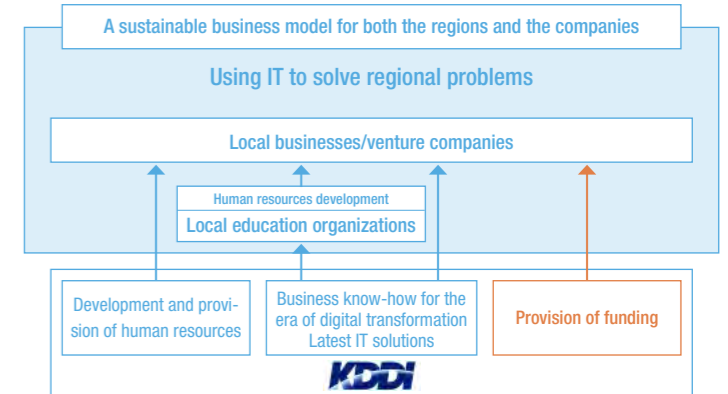 A sustainable business model for both the regions and the companies
Using IT to solve regional problems
Local businesses/venture companies
Human resources development
Local education organizations
Development and provi-
sion of human resources
Business know-how for the
era of digital transformation
Latest IT solutions
Provision of funding
KDDI